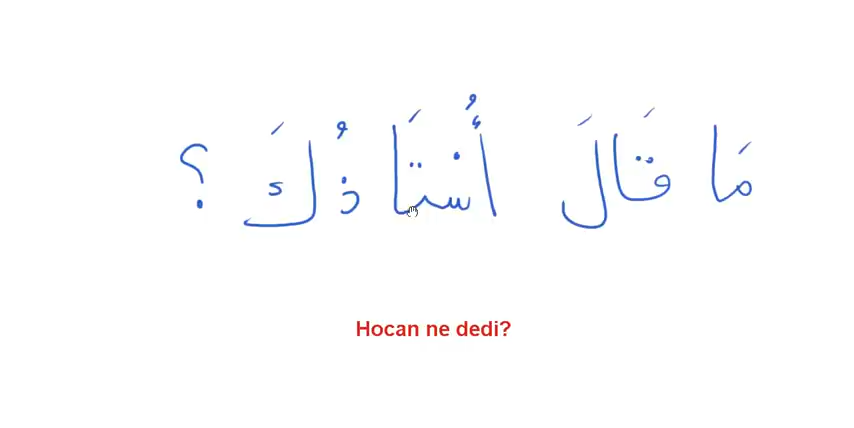 مَا قَالَ أُسْتَاذُكَ ؟
Hocan ne dedi?